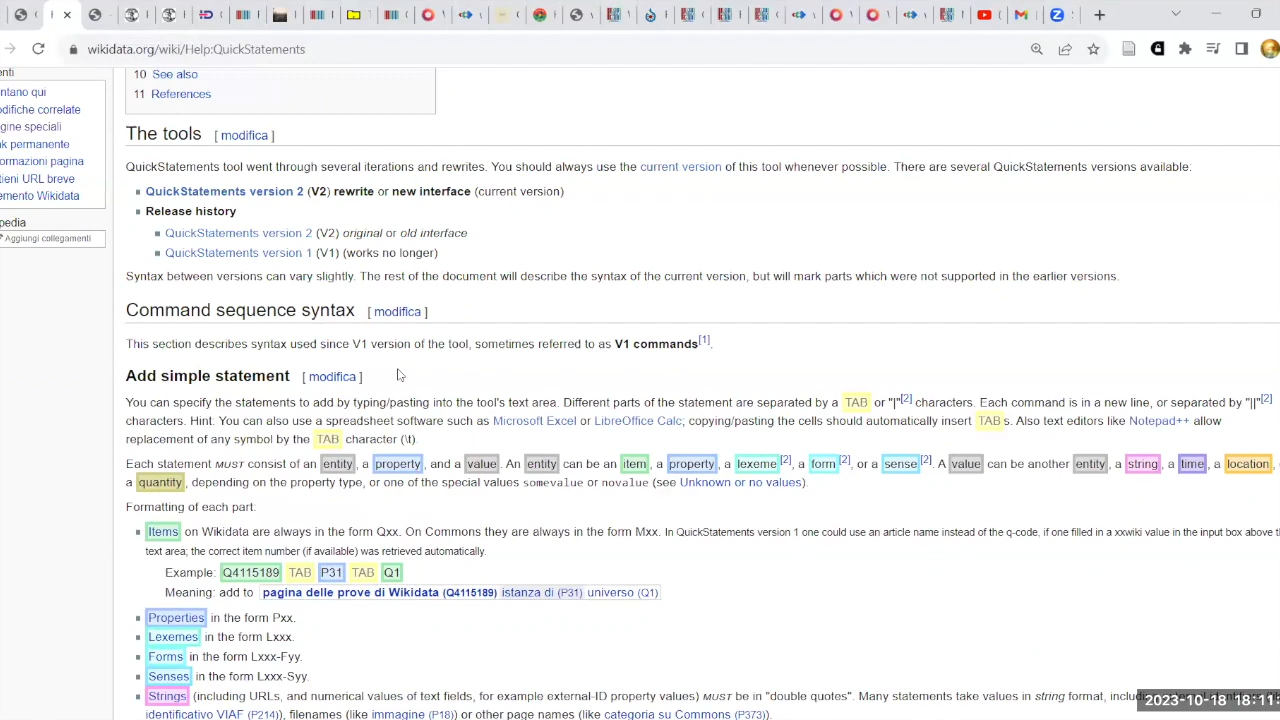 wikidata.org/wiki/Help:QuickStatements
enti
ntano qui
odifiche correlate
gine speciali
k permanente
ormazioni pagina
tieni URL breve
emento Wikidata
pedia
Aggiungi collegamenti
10 See also
11 References
The tools [ modifica ]
QuickStatements tool went through several iterations and rewrites. You should always use the current version of this tool whenever possible. There are several QuickStatements versions available:
QuickStatements version 2 (V2) rewrite or new interface (current version)
Release history
QuickStatements version 2 (V2) original or old interface
QuickStatements version 1 (V1) (works no longer)
Syntax between versions can vary slightly. The rest of the document will describe the syntax of the current version, but will mark parts which were not supported in the earlier versions.
Command sequence syntax [ modifica ]
This section describes syntax used since V1 version of the tool, sometimes referred to as V1 commands[1].
Add simple statement [ modifica ]
You can specify the statements to add by typing/pasting into the tool's text area. Different parts of the statement are separated by a TAB or "|"[2] characters. Each command is in a new line, or separated by "||"[2]
characters. Hint: You can also use a spreadsheet software such as Microsoft Excel or LibreOffice Calc; copying/pasting the cells should automatically insert TAB s. Also text editors like Notepad++ allow
replacement of any symbol by the TAB character (\t).
Each statement MUST consist of an entity, a property, and a value. An entity can be an item, a property, a lexeme[2], a form[2], or a sense[2]. A value can be another entity, a string, a time, a location,
a quantity, depending on the property type, or one of the special values somevalue or novalue (see Unknown or no values).
Formatting of each part:
Items on Wikidata are always in the form Qxx. On Commons they are always in the form Mxx. In QuickStatements version 1 one could use an article name instead of the q-code, if one filled in a xxwiki value in the input box above th
text area; the correct item number (if available) was retrieved automatically.
Example: Q4115189 TAB P31 TAB Q1
Meaning: add to pagina delle prove di Wikidata (Q4115189) istanza di (P31) universo (Q1)
Properties in the form Pxx.
Lexemes in the form Lxxx.
Forms in the form Lxxx-Fyy.
Senses in the form Lxxx-Syy.
Strings (including URLs, and numerical values of text fields, for example external-ID property values) MUST be in "double quotes". Many statements take values in string format, includ
identificativo VIAF (P214)), filenames (like immagine (P18)) or other page names (like categoria su Commons (P373)).
2023-10-18 18:11: